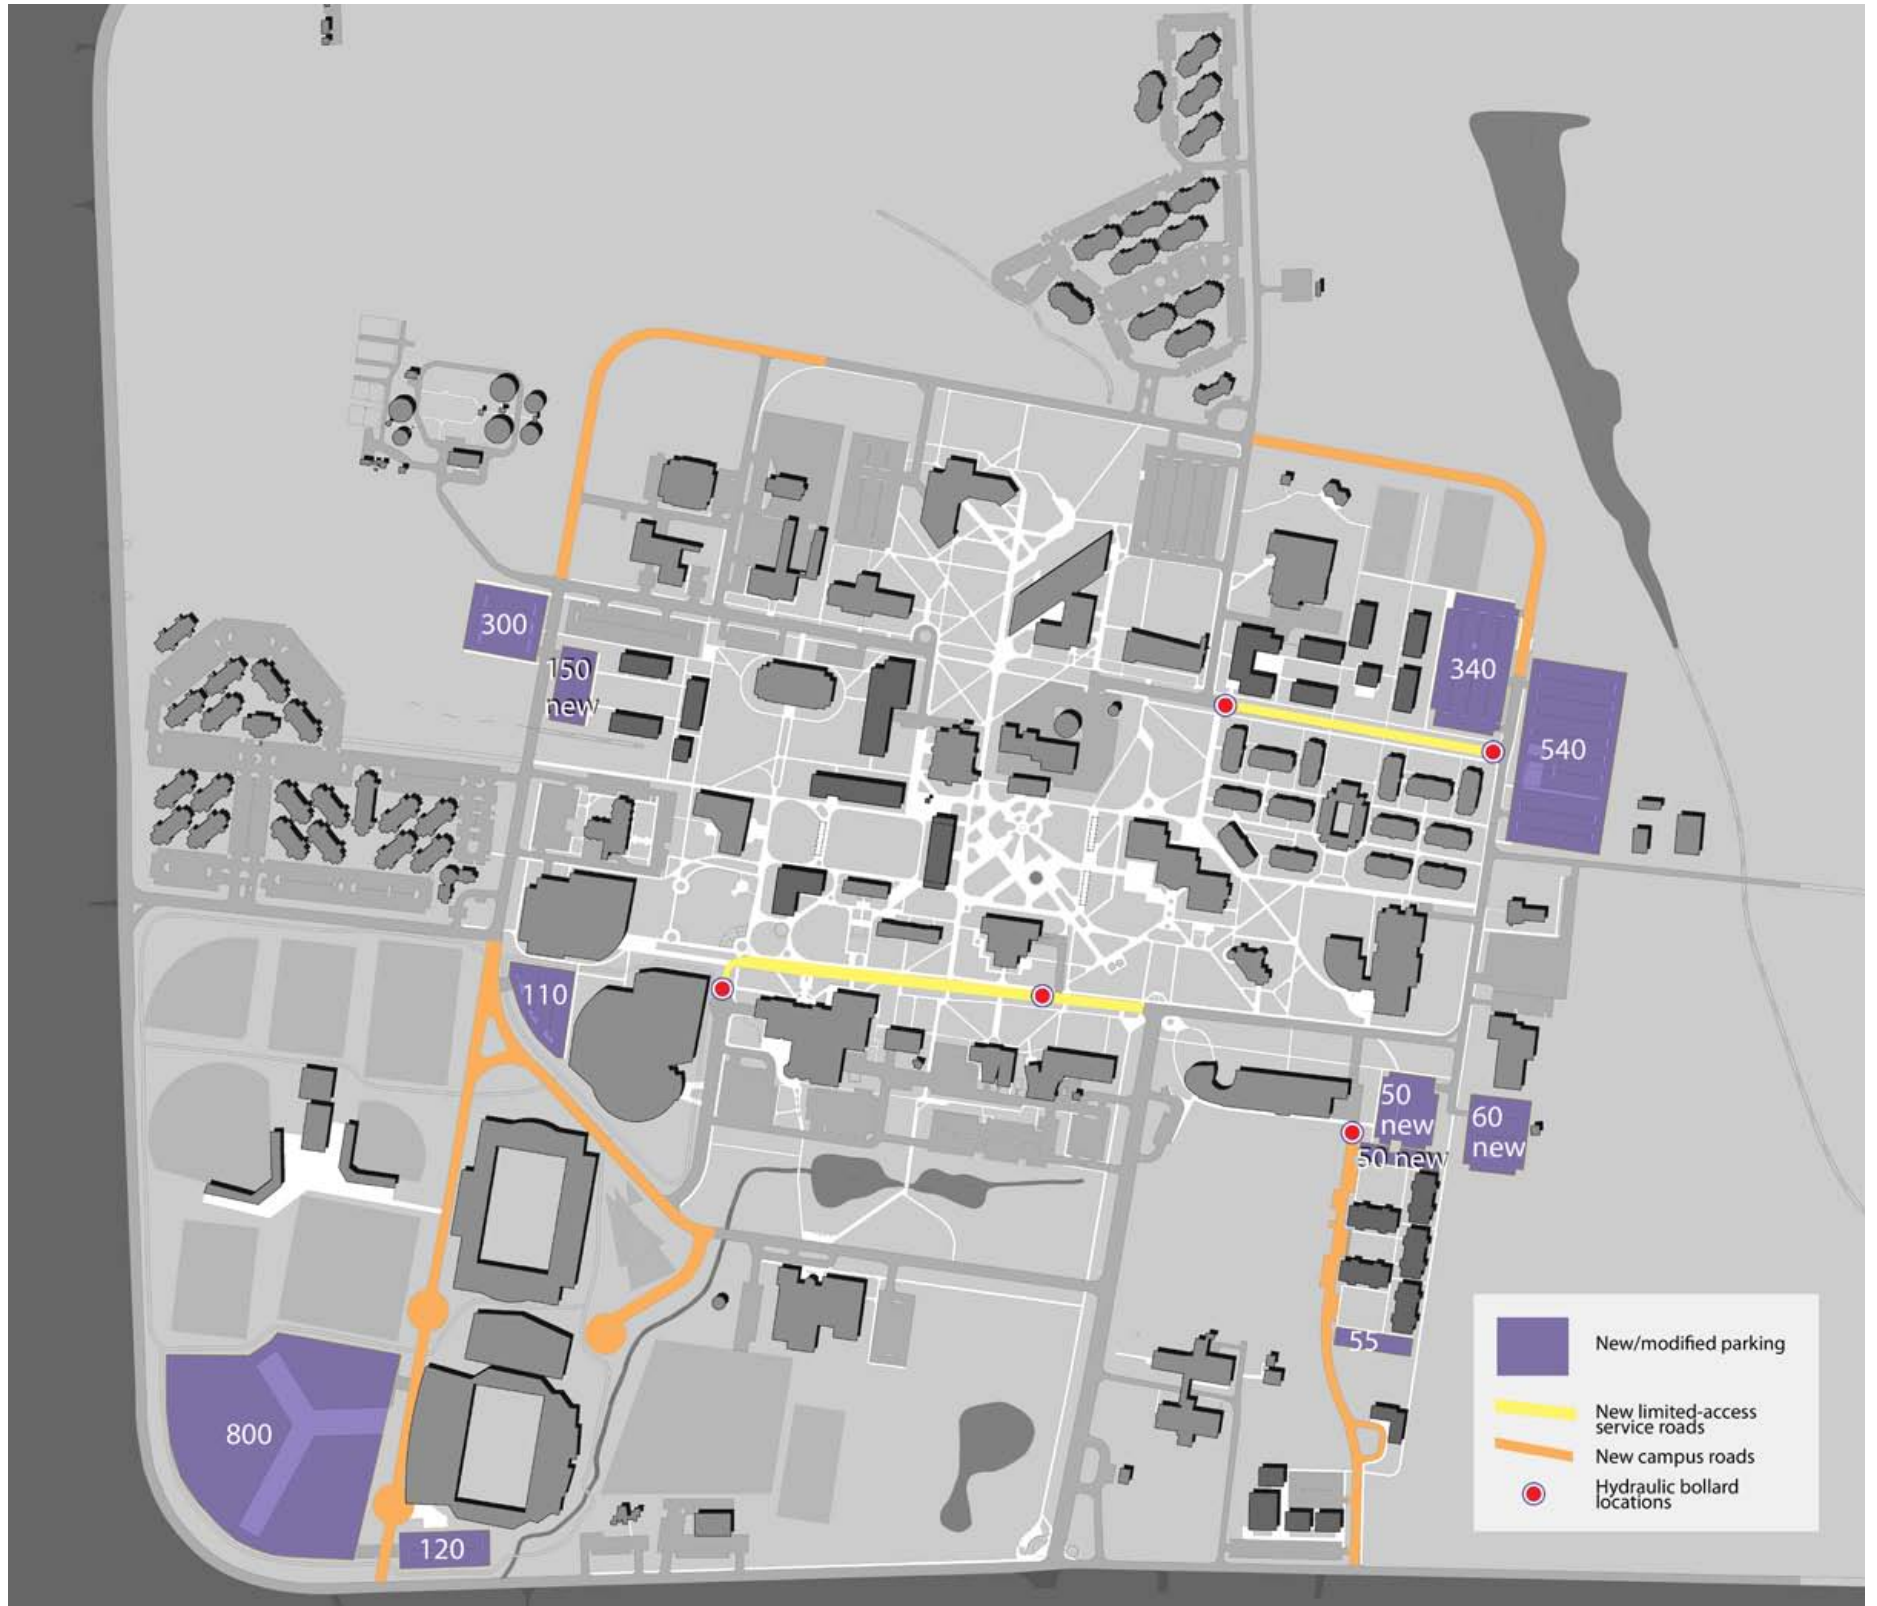 300
150
new
340
540
110
50
new
60
new
50 new
55
800
120
New/modified parking
New limited-access
service roads
New campus roads
Hydraulic bollard
locations